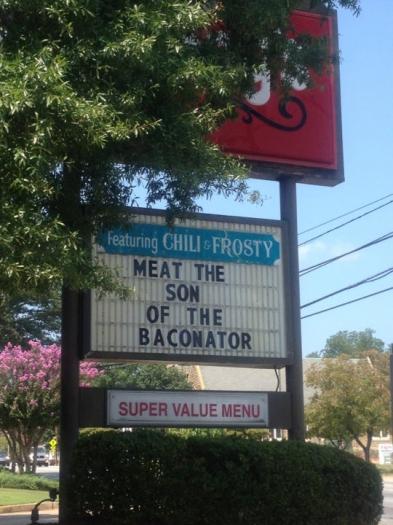 Featuring CHILI & FROSTY
MEAT THE
SON
OF THE
BACONATOR
SUPER VALUE MENU